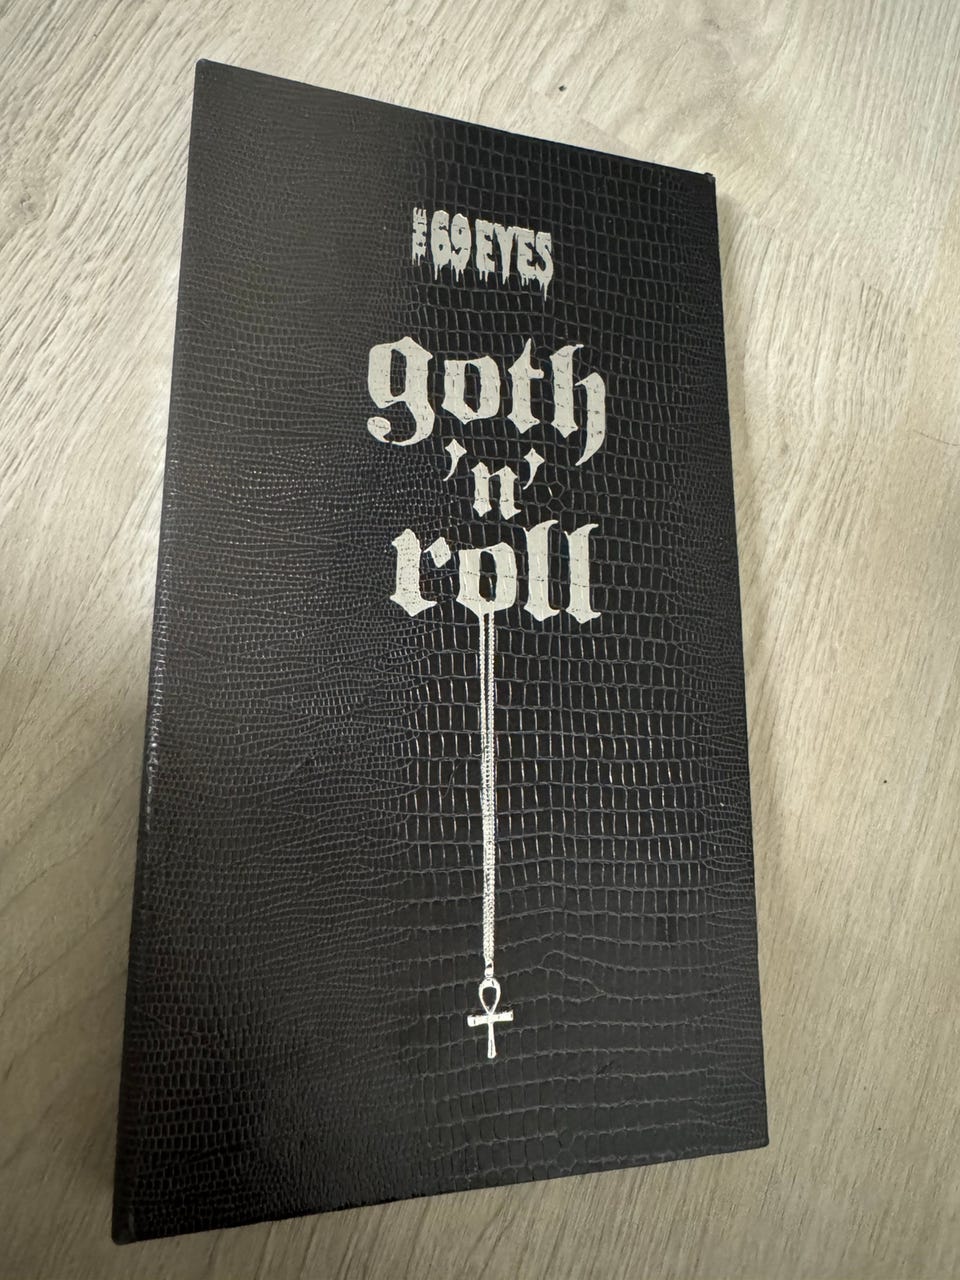 THE 69 EYES
goth
'n'
roll